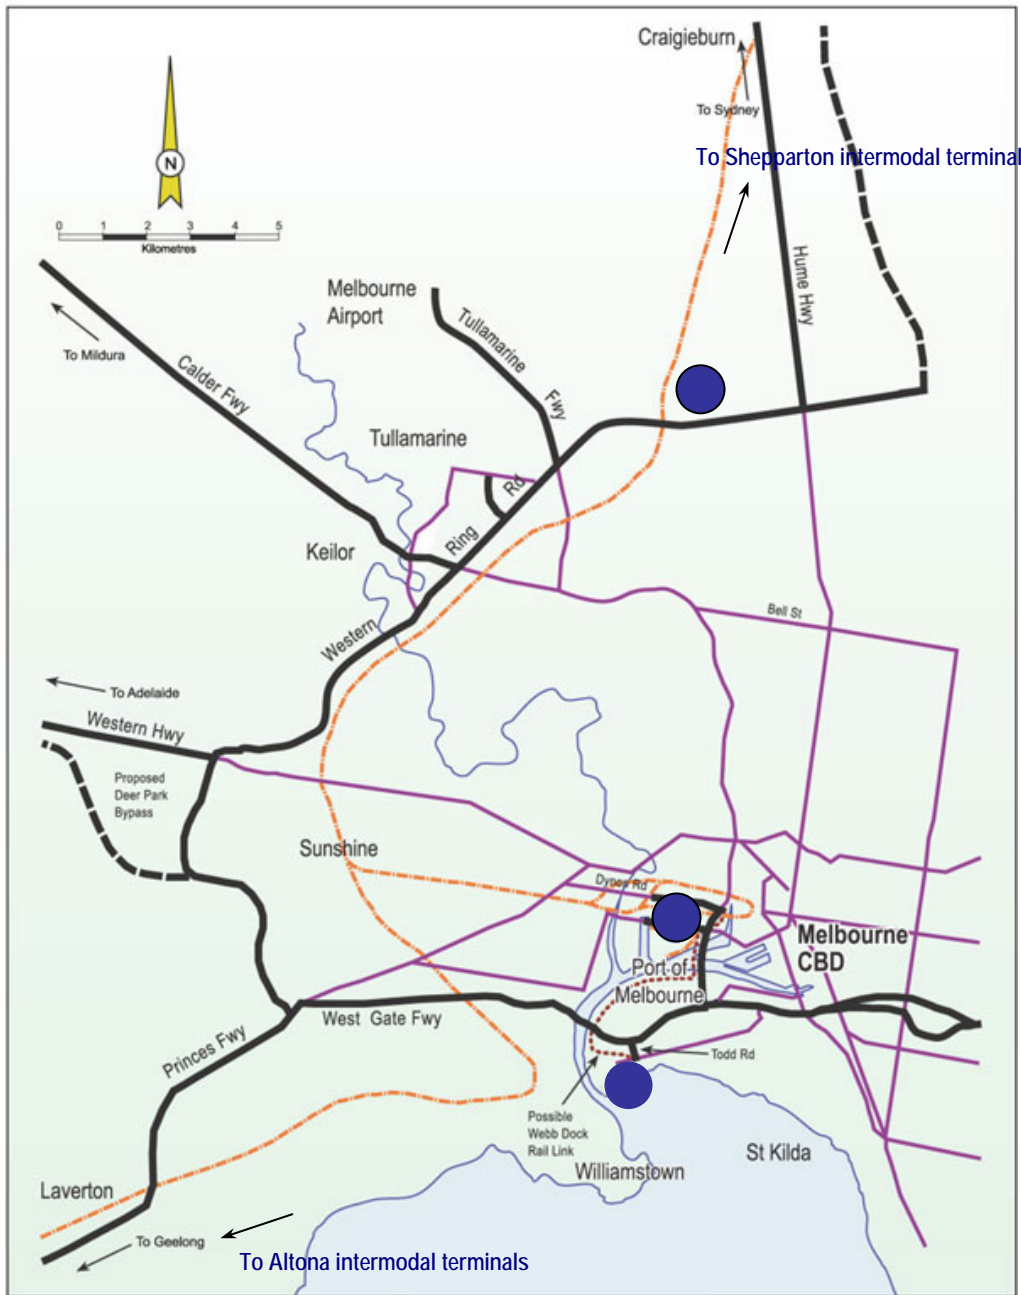 Craigieburn
To Sydney
To Shepparton intermodal terminal
N
0 1 2 3 4 5
Kilometres
Hume Hwy
Melbourne
Airport
Tullamarine
Fwy
To Mildura
Calder Fwy
Tullamarine
Rd
Ring
Keilor
Western
Bell St
To Adelaide
Western Hwy
Proposed
Deer Park
Bypass
Sunshine
Dynon Rd
Melbourne
CBD
Port of
Melbourne
West Gate Fwy
Princes Fwy
Todd Rd
Possible
Webb Dock
Rail Link
Williamstown
St Kilda
Laverton
To Geelong
To Altona intermodal terminals